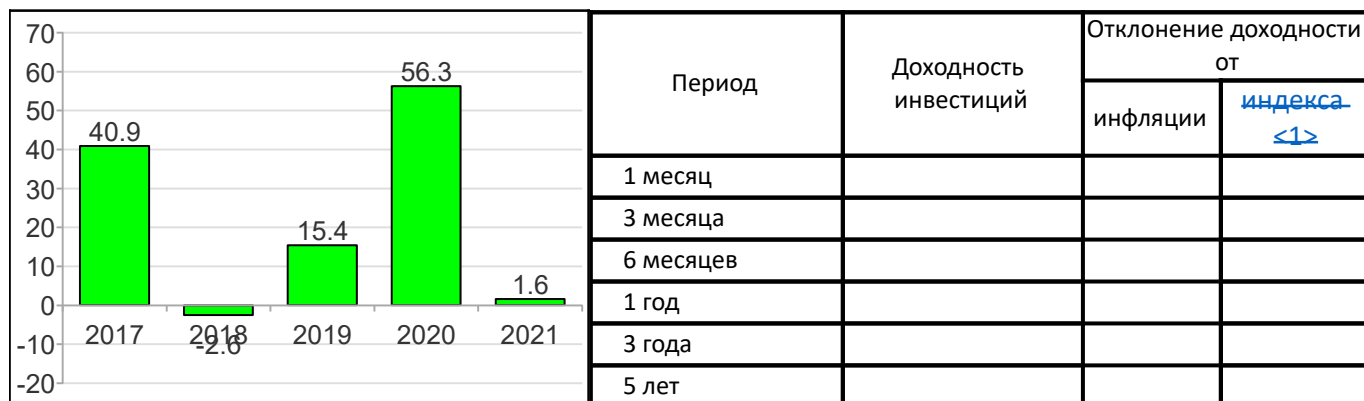 70
60
50
40
30
20
10
0
-10
-20
40.9
-2.6
15.4
56.3
1.6
2017
2018
2019
2020
2021
Период
Доходность
инвестиций
Отклонение доходности
от
инфляции
индекса
<1>
1 месяц
3 месяца
6 месяцев
1 год
3 года
5 лет